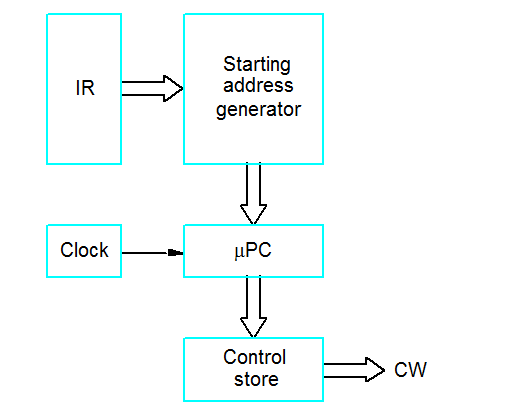 IR
Starting
address
generator
Clock
μPC
Control
store
CW